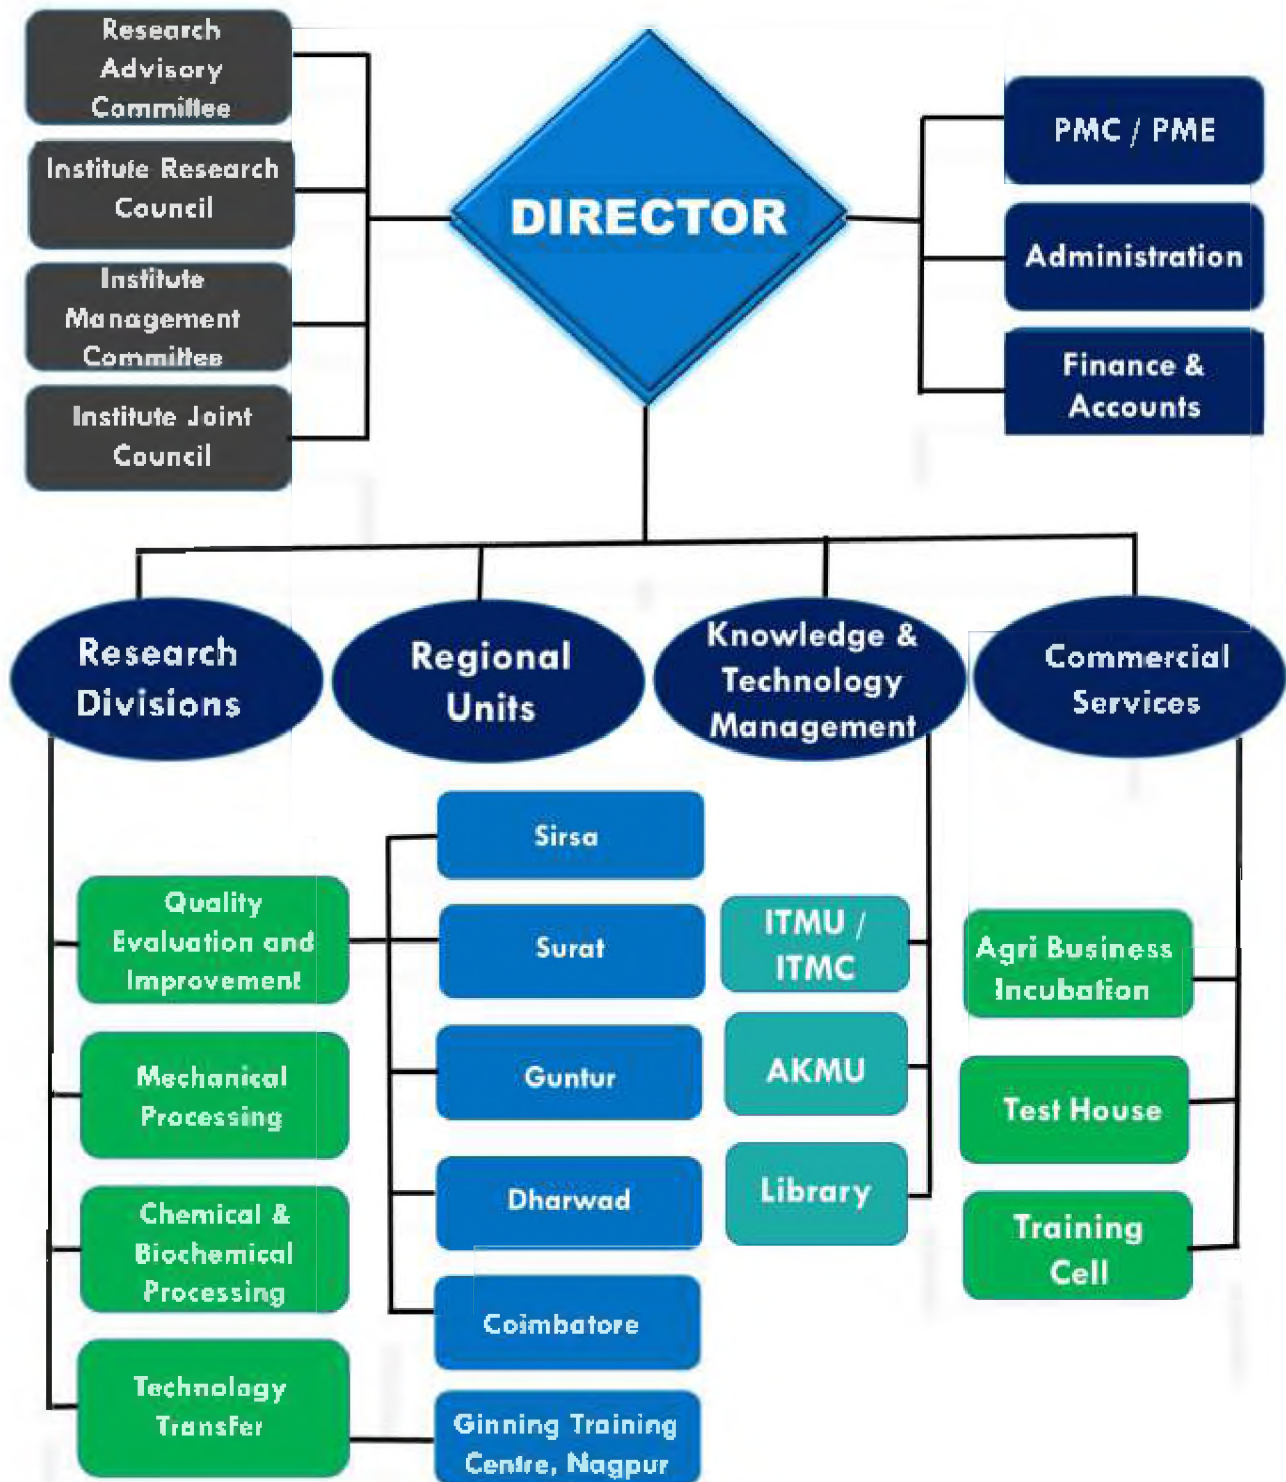 Research
Advisory
Committee
Institute Research
Council
Institute
Management
Committee
Institute Joint
Council
DIRECTOR
PMC / PME
Administration
Finance &
Accounts
Research
Divisions
Regional
Units
Knowledge &
Technology
Management
Commercial
Services
Quality
Evaluation and
Improvement
Mechanical
Processing
Chemical &
Biochemical
Processing
Technology
Transfer
Sirsa
Surat
Guntur
Dharwad
Coimbatore
Ginning Training
Centre, Nagpur
ITMU /
ITMC
AKMU
Library
Agri Business
Incubation
Test House
Training
Cell